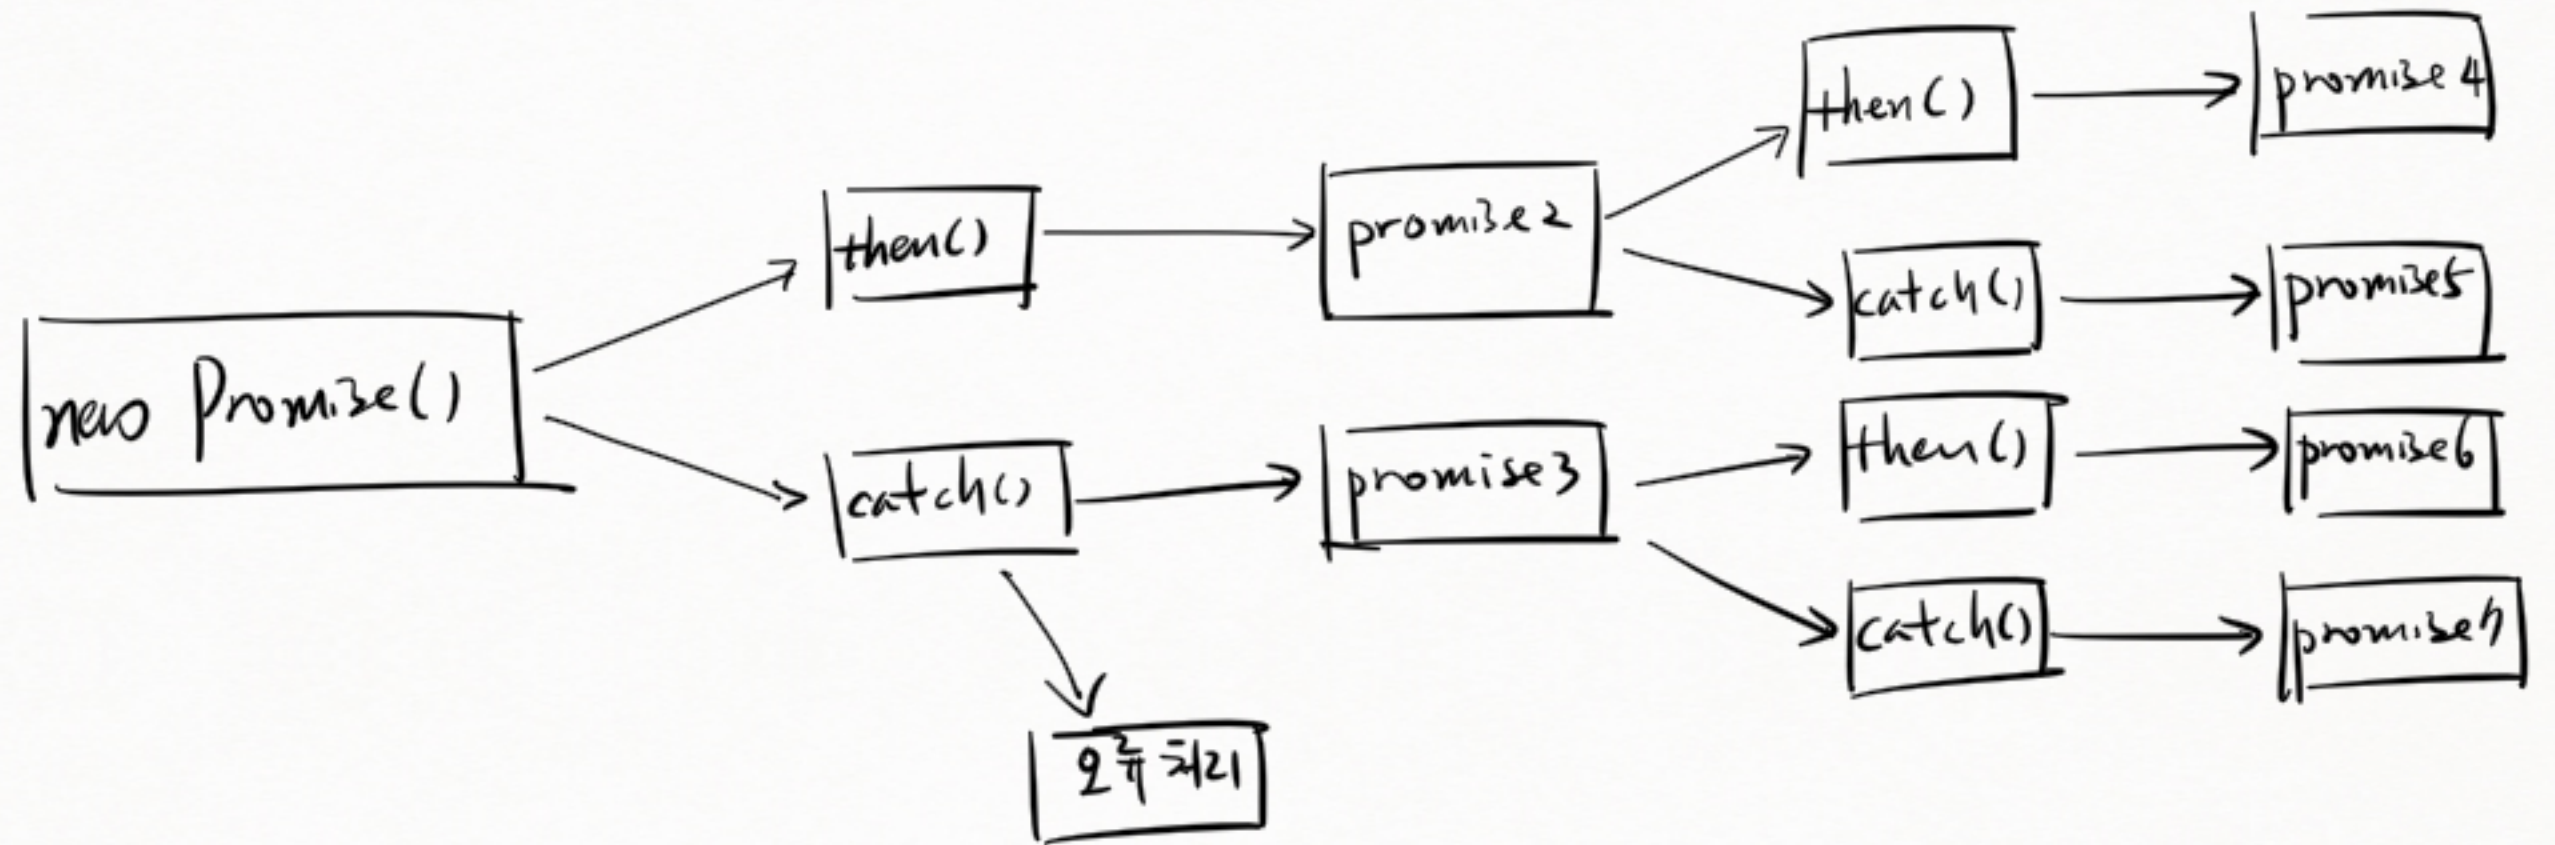 new Promise()
then()
promise2
then()
promise4
catch()
promise5
catch()
promise3
then()
promise6
catch()
promise7
오류 처리